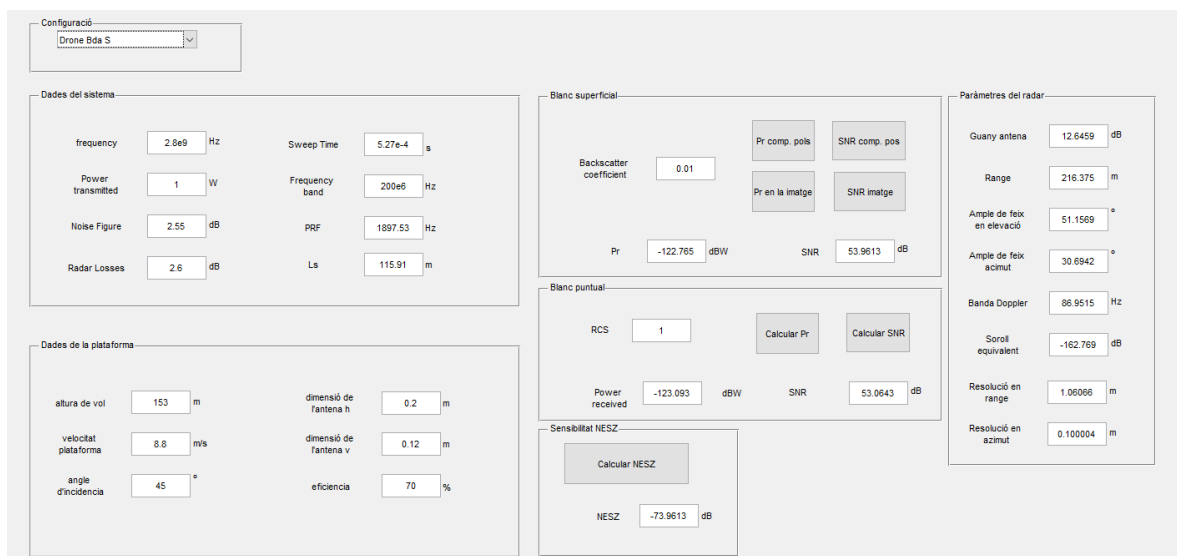 Configuració
Drone Bda S
Dades del sistema
frequency 2.8e9 Hz
Sweep Time 5.27e-4 s
Power transmitted 1 W
Frequency band 200e6 Hz
Noise Figure 2.55 dB
PRF 1897.53 Hz
Radar Losses 2.6 dB
Ls 115.91 m
Dades de la plataforma
altura de vol 153 m
dimensió de l'antena h 0.2 m
velocitat plataforma 8.8 m/s
dimensió de l'antena v 0.12 m
angle d'incidencia 45 º
eficiencia 70 %
Blanc superficial
Backscatter coefficient 0.01
Pr comp. pols
SNR comp. pos
Pr en la imatge
SNR imatge
Pr -122.765 dBW
SNR 53.9613 dB
Blanc puntual
RCS 1
Calcular Pr
Calcular SNR
Power received -123.093 dBW
SNR 53.0643 dB
Sensibilitat NESZ
Calcular NESZ
NESZ -73.9613 dB
Paràmetres del radar
Guany antena 12.6459 dB
Range 216.375 m
Ample de feix en elevació 51.1569 º
Ample de feix acimut 30.6942 º
Banda Doppler 86.9515 Hz
Soroll equivalent -162.769 dB
Resolució en range 1.06066 m
Resolució en azimut 0.100004 m